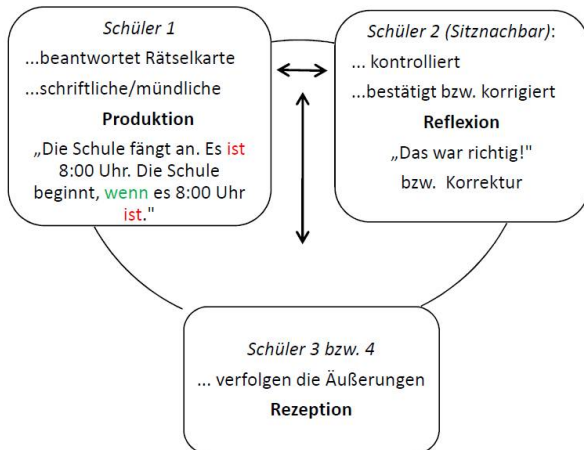 Schüler 1
...beantwortet Rätselkarte
...schriftliche/mündliche
Produktion
„Die Schule fängt an. Es ist
8:00 Uhr. Die Schule
beginnt, wenn es 8:00 Uhr
ist."
Schüler 2 (Sitznachbar):
... kontrolliert
...bestätigt bzw. korrigiert
Reflexion
„Das war richtig!"
bzw. Korrektur
Schüler 3 bzw. 4
... verfolgen die Äußerungen
Rezeption